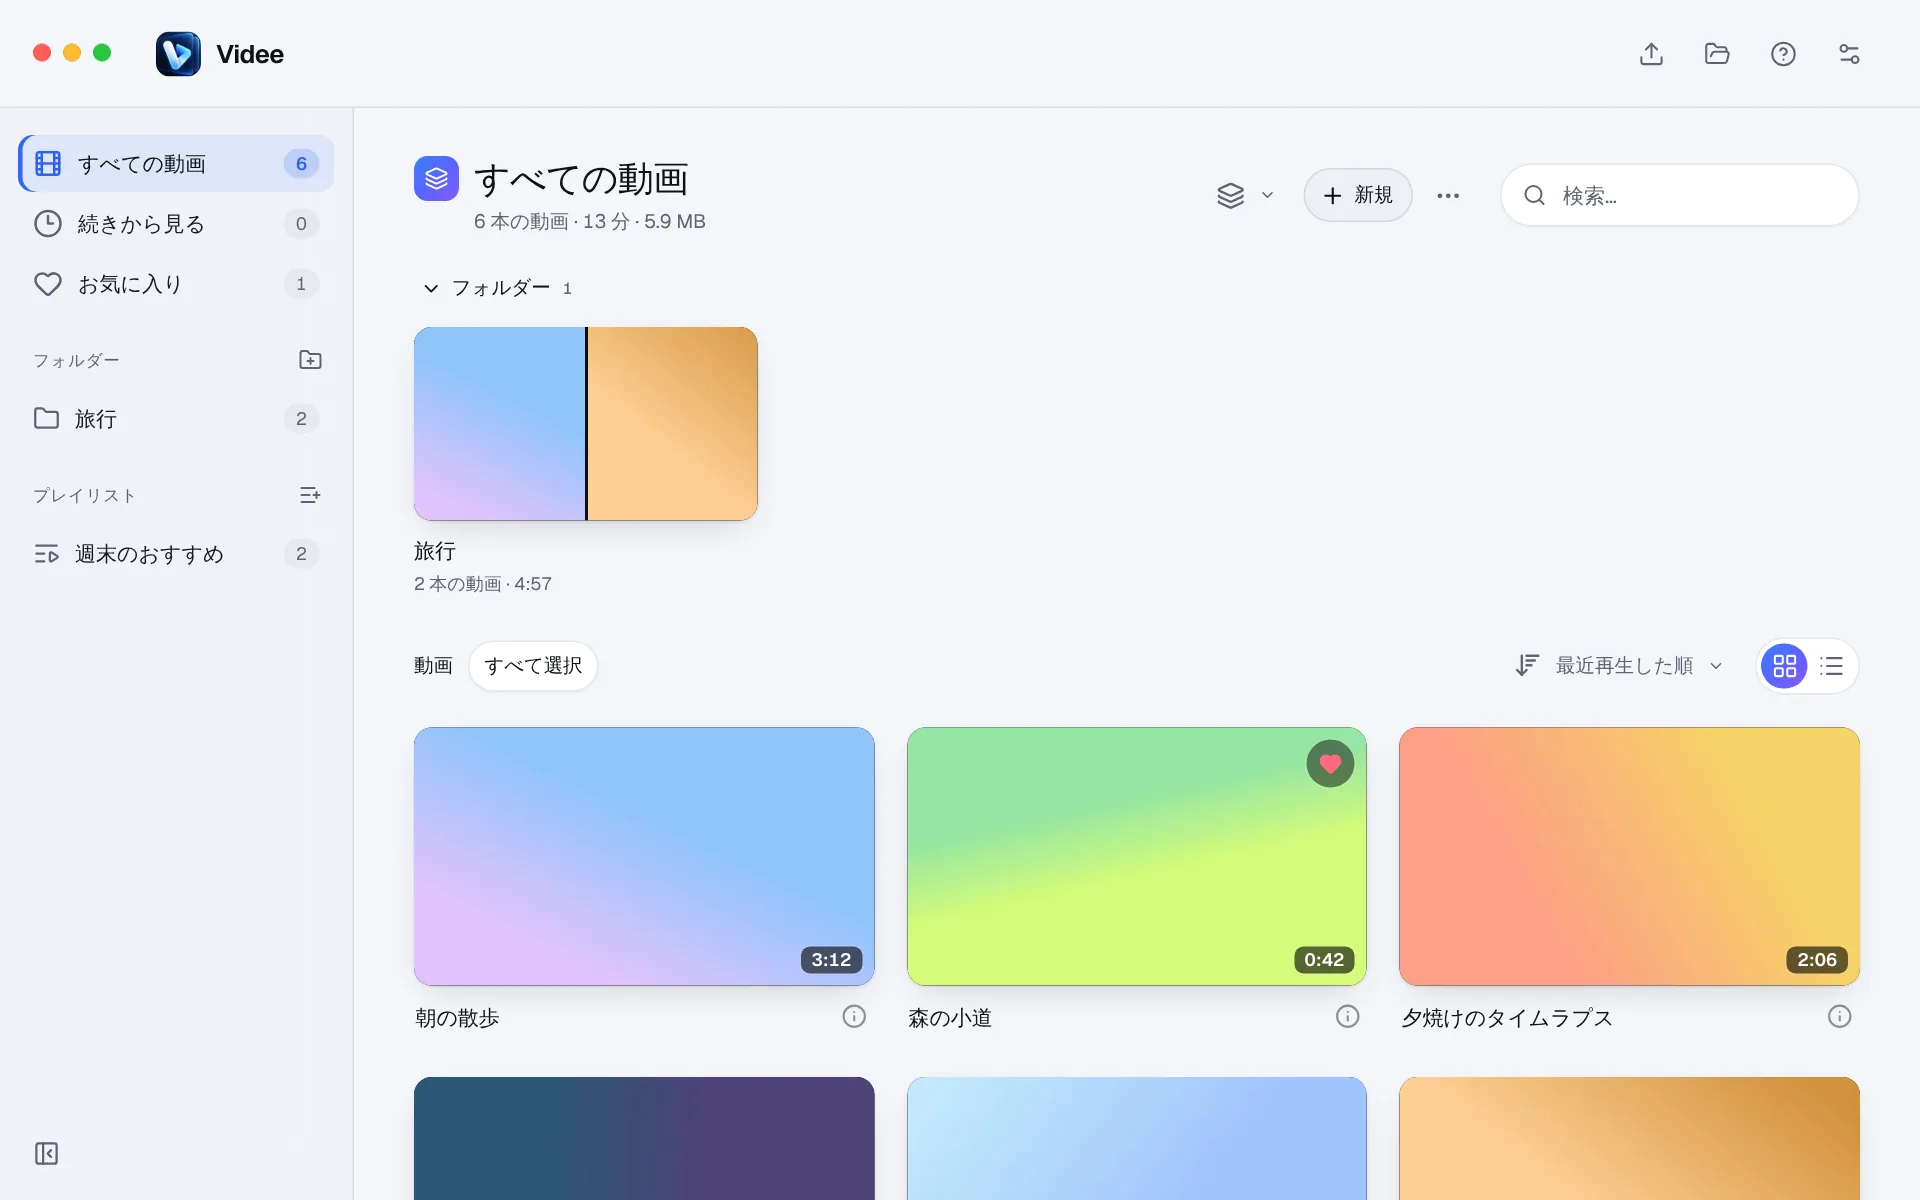 Videe
すべての動画 6
続きから見る 0
お気に入り 1
フォルダー
旅行 2
プレイリスト
週末のおすすめ 2
すべての動画
6 本の動画 · 13 分 · 5.9 MB
新規
検索...
フォルダー 1
旅行
2 本の動画 · 4:57
動画 すべて選択
最近再生した順
3:12
0:42
2:06
朝の散歩
森の小道
夕焼けのタイムラプス